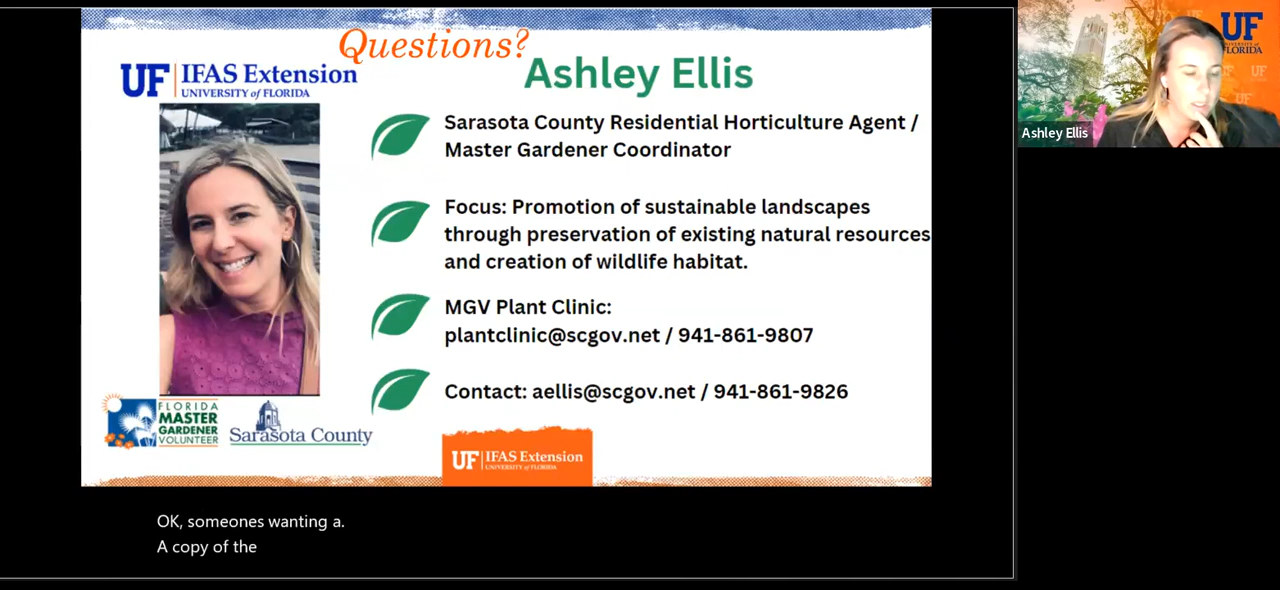 Questions?
UF IFAS Extension
UNIVERSITY of FLORIDA
Ashley Ellis
Sarasota County Residential Horticulture Agent /
Master Gardener Coordinator
Focus: Promotion of sustainable landscapes
through preservation of existing natural resources
and creation of wildlife habitat.
MGV Plant Clinic:
plantclinic@scgov.net / 941-861-9807
Contact: aellis@scgov.net / 941-861-9826
FLORIDA
MASTER
GARDENER
VOLUNTEER
Sarasota County
UF IFAS Extension
UNIVERSITY of FLORIDA
OK, someones wanting a.
A copy of the
UF
FLORIDA
UF
UF
UF
Ashley Ellis